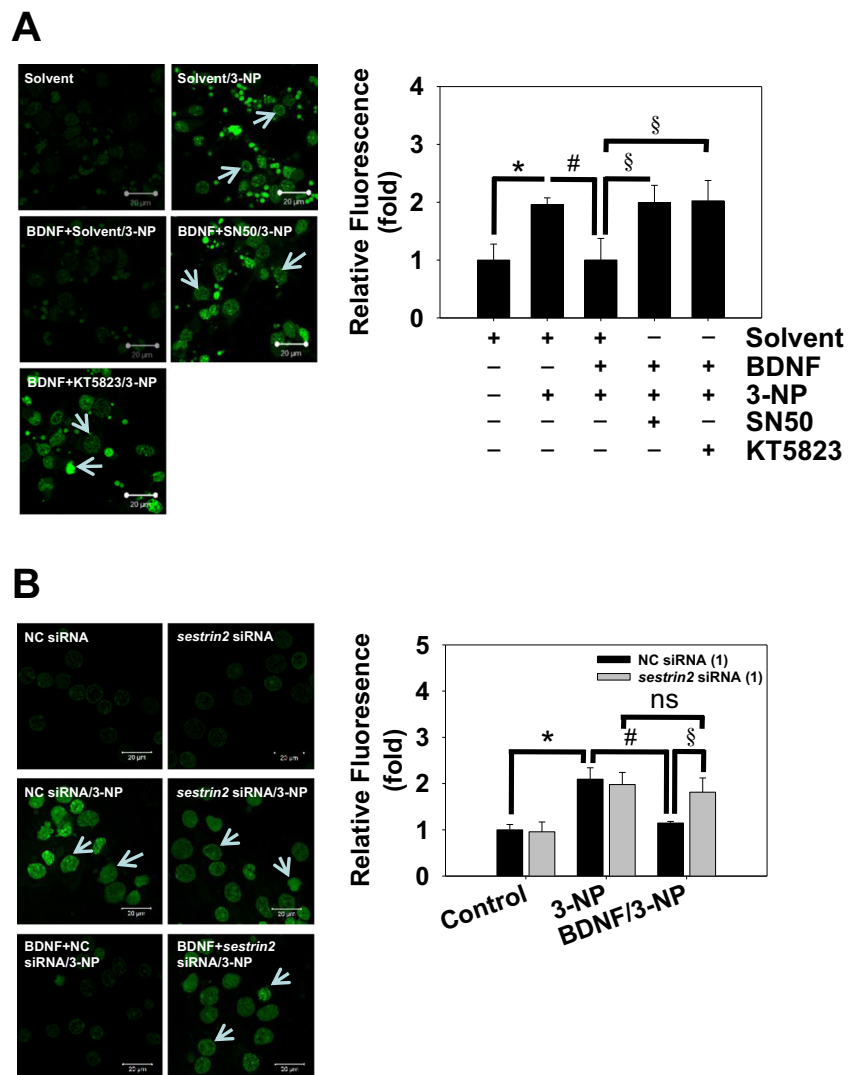 A
Solvent
20 µm
Solvent/3-NP
20 µm
BDNF+Solvent/3-NP
20 µm
BDNF+SN50/3-NP
20 µm
BDNF+KT5823/3-NP
20 µm
Relative Fluorescence
(fold)
4
3
2
1
0
* # § §
+ + + – – Solvent
– – + + + BDNF
– + + + + 3-NP
– – – + – SN50
– – – – + KT5823
B
NC siRNA
20 µm
sestrin2 siRNA
20 µm
NC siRNA/3-NP
20 µm
sestrin2 siRNA/3-NP
20 µm
BDNF+NC
siRNA/3-NP
20 µm
BDNF+sestrin2
siRNA/3-NP
20 µm
Relative Fluoresence
(fold)
5
4
3
2
1
0
NC siRNA (1)
sestrin2 siRNA (1)
ns
* # §
Control
3-NP
BDNF/3-NP